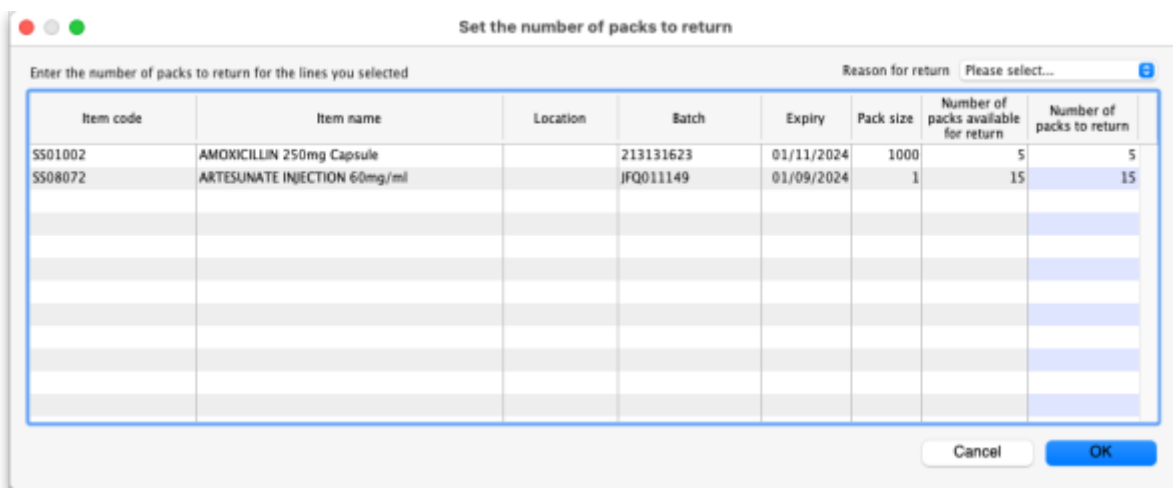 Set the number of packs to return
Enter the number of packs to return for the lines you selected
Reason for return Please select...
Item code Item name Location Batch Expiry Pack size Number of packs available for return Number of packs to return
SS01002 AMOXICILLIN 250mg Capsule 213131623 01/11/2024 1000 5 5
SS08072 ARTESUNATE INJECTION 60mg/ml JFQ011149 01/09/2024 1 15 15
Cancel OK